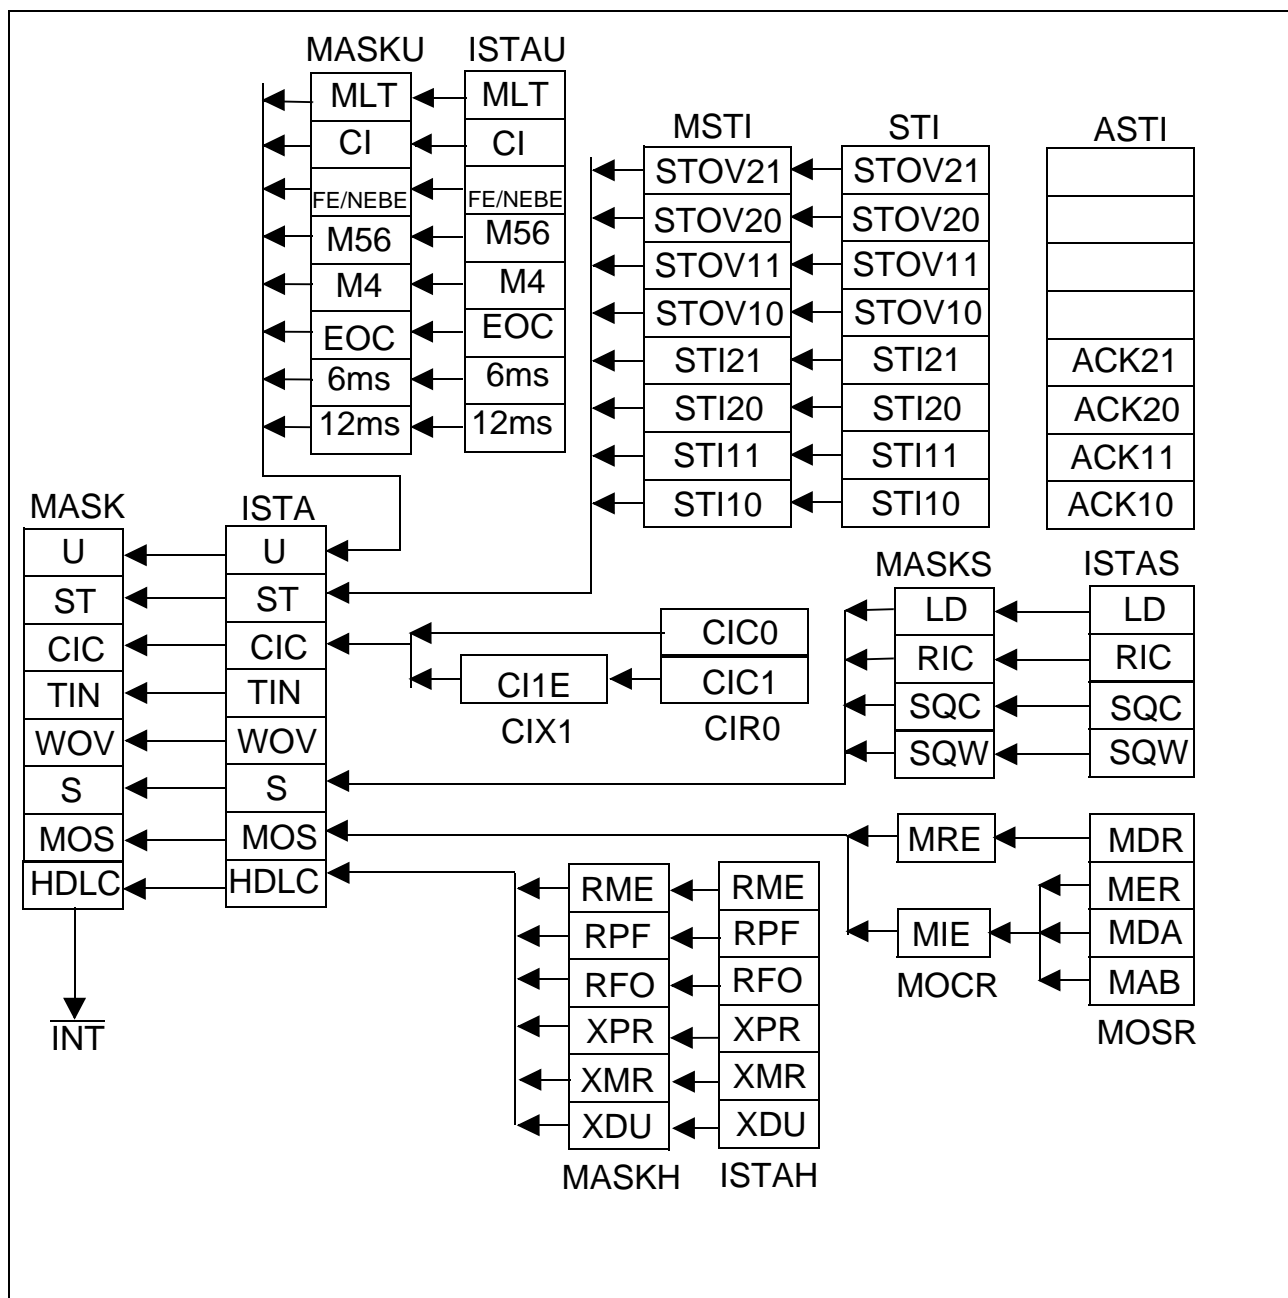 MASKU
MLT
CI
FE/NEBE
M56
M4
EOC
6ms
12ms
ISTAU
MLT
CI
FE/NEBE
M56
M4
EOC
6ms
12ms
MSTI
STOV21
STOV20
STOV11
STOV10
STI21
STI20
STI11
STI10
STI
STOV21
STOV20
STOV11
STOV10
STI21
STI20
STI11
STI10
ASTI
ACK21
ACK20
ACK11
ACK10
MASK
U
ST
CIC
TIN
WOV
S
MOS
HDLC
INT
ISTA
U
ST
CIC
TIN
WOV
S
MOS
HDLC
CI1E
CIX1
CIC0
CIC1
CIR0
MASKS
LD
RIC
SQC
SQW
ISTAS
LD
RIC
SQC
SQW
MRE
MIE
MOCR
MDR
MER
MDA
MAB
MOSR
RME
RPF
RFO
XPR
XMR
XDU
MASKH
RME
RPF
RFO
XPR
XMR
XDU
ISTAH